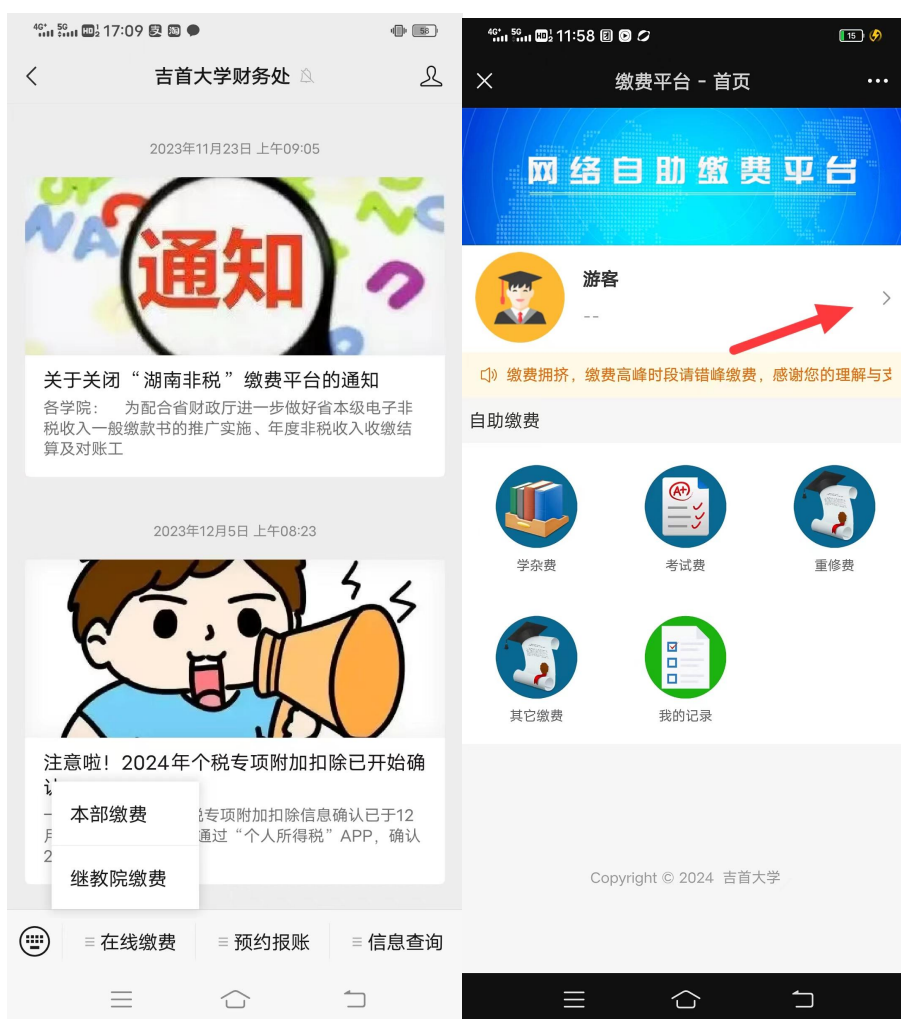 4G+ 5G HD 17:09
58
吉首大学财务处
2023年11月23日 上午09:05
通知
关于关闭“湖南非税”缴费平台的通知
各学院： 为配合省财政厅进一步做好省本级电子非
税收入一般缴款书的推广实施、年度非税收入收缴结
算及对账工
2023年12月5日 上午08:23
注意啦！2024年个税专项附加扣除已开始确
税专项附加扣除信息确认已于12
通过“个人所得税”APP，确认
2
本部缴费
继教院缴费
在线缴费
预约报账
信息查询
4G+ 5G HD 11:58
15
缴费平台 - 首页
网络自助缴费平台
游客
--
缴费拥挤，缴费高峰时段请错峰缴费，感谢您的理解与支
自助缴费
学杂费
考试费
A+
重修费
其它缴费
我的记录
Copyright © 2024 吉首大学